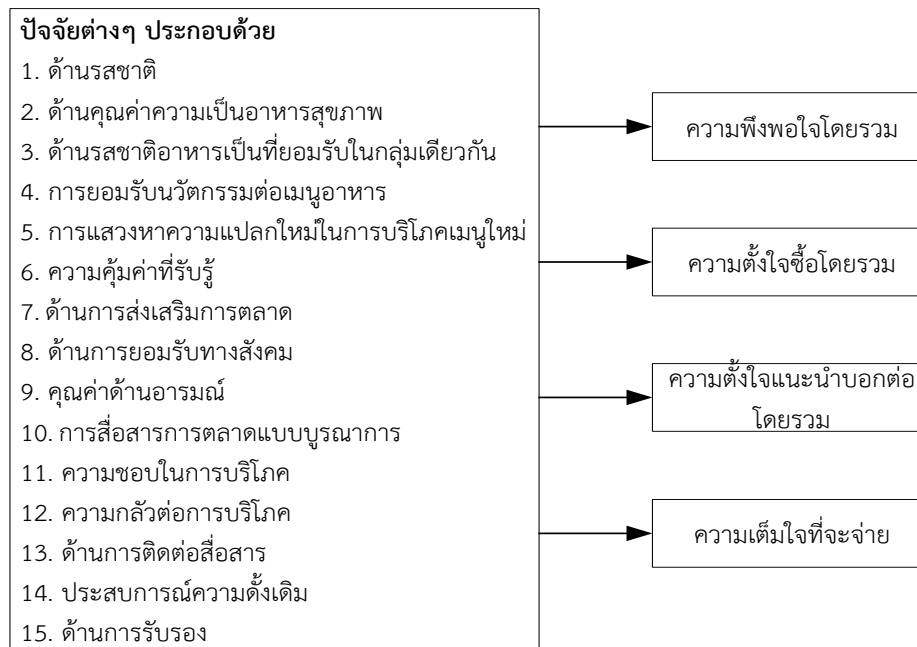 ปัจจัยต่างๆ ประกอบด้วย
1. ด้านรสชาติ
2. ด้านคุณค่าความเป็นอาหารสุขภาพ
3. ด้านรสชาติอาหารเป็นที่ยอมรับในกลุ่มเดียวกัน
4. การยอมรับนวัตกรรมต่อเมนูอาหาร
5. การแสวงหาความแปลกใหม่ในการบริโภคเมนูใหม่
6. ความคุ้มค่าที่รับรู้
7. ด้านการส่งเสริมการตลาด
8. ด้านการยอมรับทางสังคม
9. คุณค่าด้านอารมณ์
10. การสื่อสารการตลาดแบบบูรณาการ
11. ความชอบในการบริโภค
12. ความกลัวต่อการบริโภค
13. ด้านการติดต่อสื่อสาร
14. ประสบการณ์ความดั้งเดิม
15. ด้านการรับรอง
ความพึงพอใจโดยรวม
ความตั้งใจซื้อโดยรวม
ความตั้งใจแนะนำบอกต่อ
โดยรวม
ความเต็มใจที่จะจ่าย